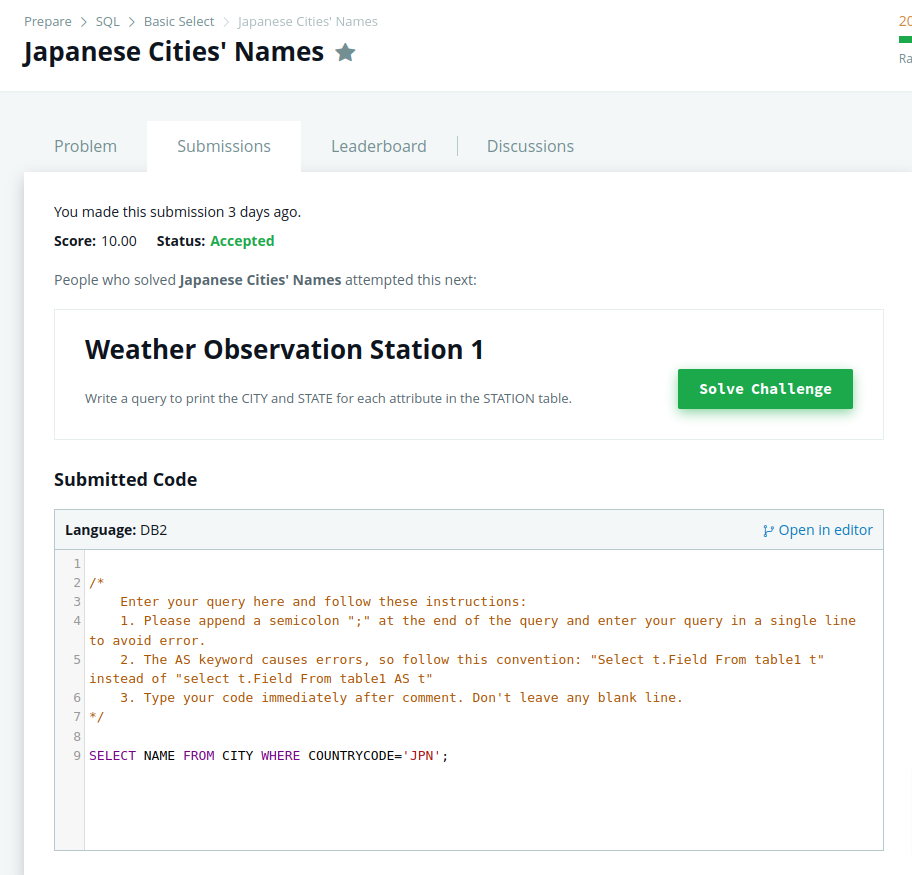 Prepare > SQL > Basic Select > Japanese Cities' Names
20
Japanese Cities' Names
Ra
Problem Submissions Leaderboard Discussions
You made this submission 3 days ago.
Score: 10.00 Status: Accepted
People who solved Japanese Cities' Names attempted this next:
Weather Observation Station 1
Write a query to print the CITY and STATE for each attribute in the STATION table.
Solve Challenge
Submitted Code
Language: DB2
Open in editor
1
2 /*
3 Enter your query here and follow these instructions:
4 1. Please append a semicolon ";" at the end of the query and enter your query in a single line
to avoid error.
5 2. The AS keyword causes errors, so follow this convention: "Select t.Field From table1 t"
instead of "select t.Field From table1 AS t"
6 3. Type your code immediately after comment. Don't leave any blank line.
7 */
8
9 SELECT NAME FROM CITY WHERE COUNTRYCODE='JPN';